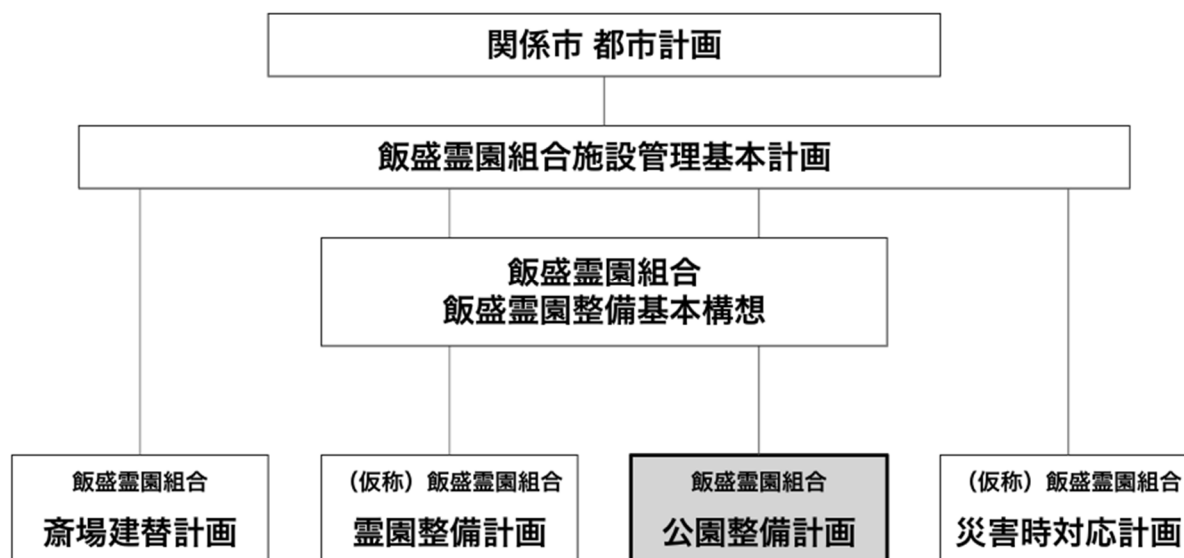 関係市 都市計画
飯盛霊園組合施設管理基本計画
飯盛霊園組合
飯盛霊園整備基本構想
飯盛霊園組合
斎場建替計画
（仮称）飯盛霊園組合
霊園整備計画
飯盛霊園組合
公園整備計画
（仮称）飯盛霊園組合
災害時対応計画